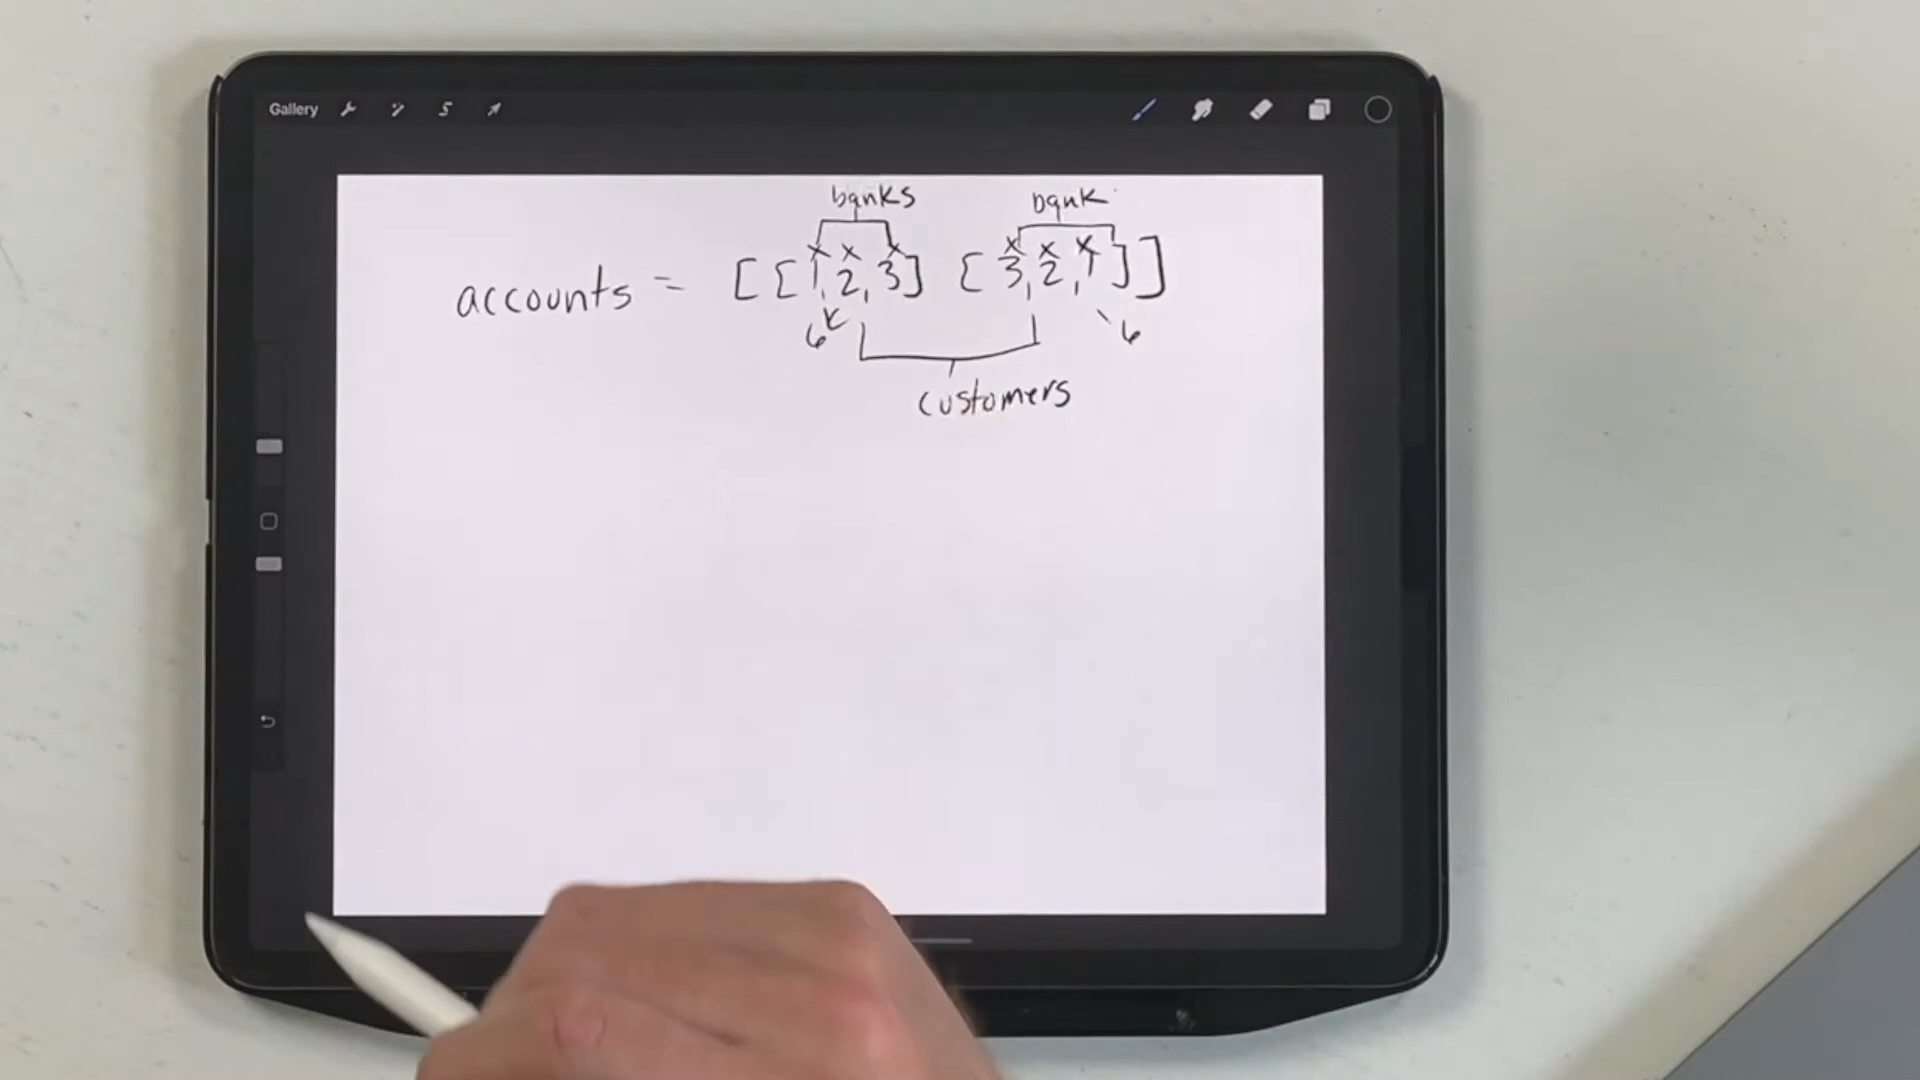 Gallery
banks bank
accounts = [[1, 2, 3] [3, 2, 1]]
6 6
customers